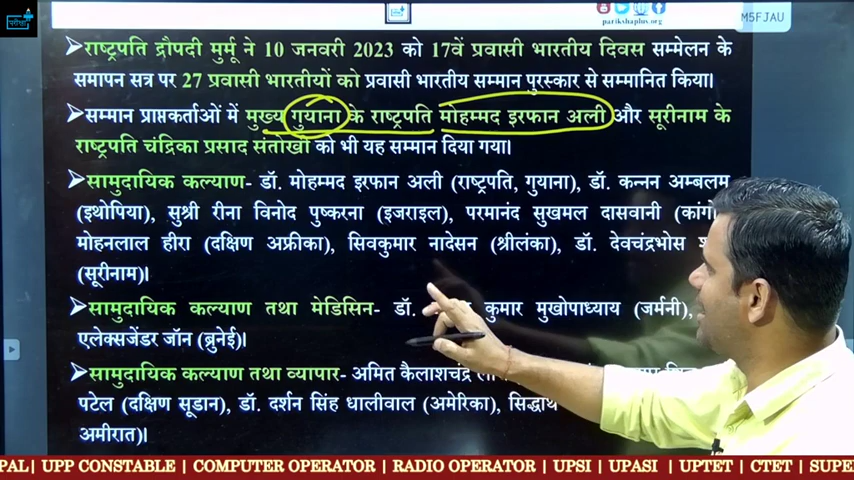 परीक्षा
parikshaplus.org
M5FJAU
➤राष्ट्रपति द्रौपदी मुर्मू ने 10 जनवरी 2023 को 17वें प्रवासी भारतीय दिवस सम्मेलन के
समापन सत्र पर 27 प्रवासी भारतीयों को प्रवासी भारतीय सम्मान पुरस्कार से सम्मानित किया।
➤सम्मान प्राप्तकर्ताओं में मुख्य गुयाना के राष्ट्रपति मोहम्मद इरफान अली और सूरीनाम के
राष्ट्रपति चंद्रिका प्रसाद संतोखी को भी यह सम्मान दिया गया।
➤सामुदायिक कल्याण- डॉ. मोहम्मद इरफान अली (राष्ट्रपति, गुयाना), डॉ. कन्नन अम्बलम
(इथोपिया), सुश्री रीना विनोद पुष्करना (इजराइल), परमानंद सुखमल दासवानी (कांगो
मोहनलाल हीरा (दक्षिण अफ्रीका), सिवकुमार नादेसन (श्रीलंका), डॉ. देवचंद्रभोस
(सूरीनाम)।
➤सामुदायिक कल्याण तथा मेडिसिन- डॉ. कुमार मुखोपाध्याय (जर्मनी),
एलेक्सजेंडर जॉन (ब्रुनेई)।
➤सामुदायिक कल्याण तथा व्यापार- अमित कैलाशचंद्र
पटेल (दक्षिण सूडान), डॉ. दर्शन सिंह धालीवाल (अमेरिका), सिद्धार्थ
अमीरात)।
PAL| UPP CONSTABLE | COMPUTER OPERATOR | RADIO OPERATOR | UPSI | UPASI | UPTET | CTET | SUPE